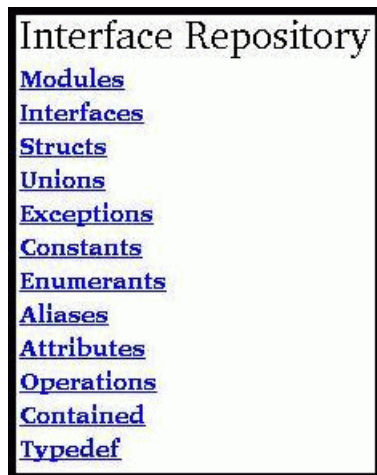 Interface Repository
Modules
Interfaces
Structs
Unions
Exceptions
Constants
Enumerants
Aliases
Attributes
Operations
Contained
Typedef